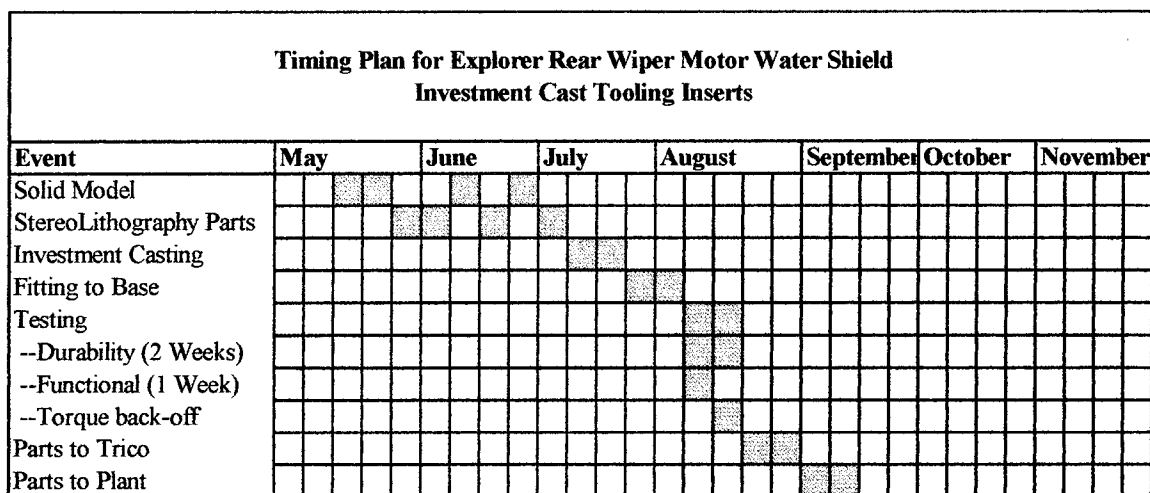 Timing Plan for Explorer Rear Wiper Motor Water Shield
Investment Cast Tooling Inserts
Event May June July August September October November
Solid Model
StereoLithography Parts
Investment Casting
Fitting to Base
Testing
--Durability (2 Weeks)
--Functional (1 Week)
--Torque back-off
Parts to Trico
Parts to Plant